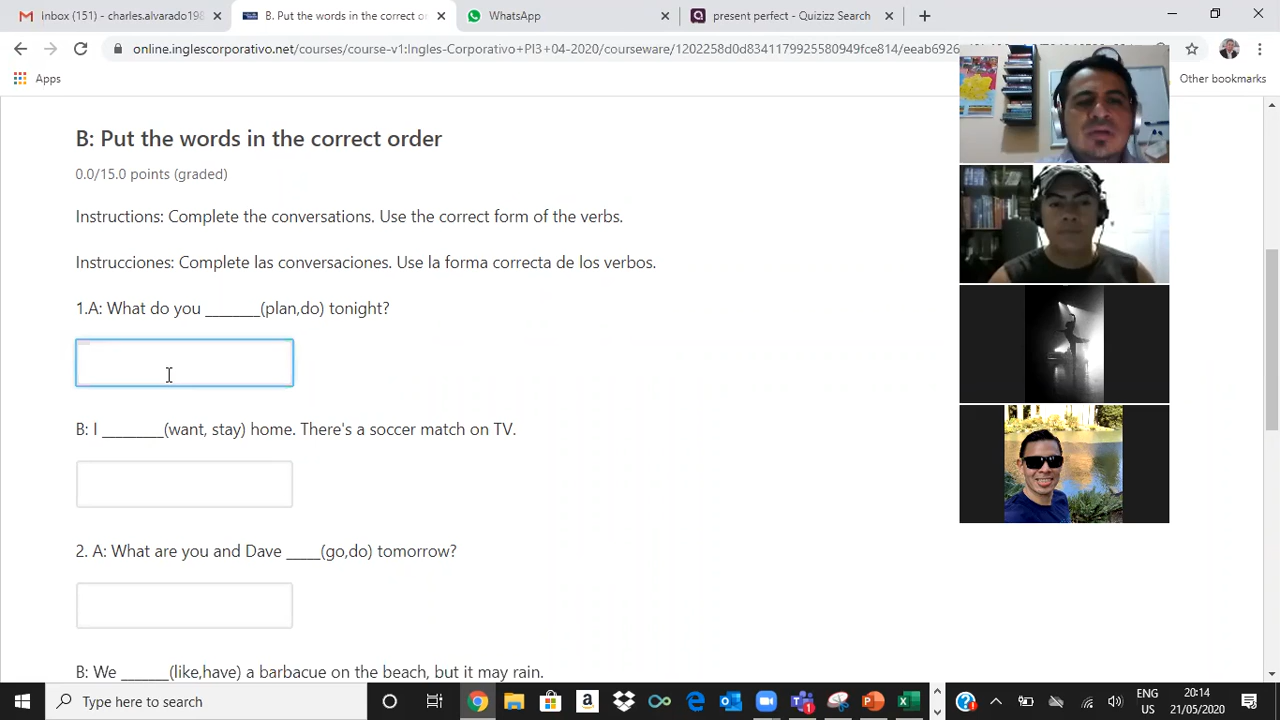 Inbox (151) - charles.alvarado198
B. Put the words in the correct or
WhatsApp
present perfect - Quizizz Search
online.inglescorporativo.net/courses/course-v1:Ingles-Corporativo+PI3+04-2020/courseware/1202258d0d8341179925580949fce814/eeab6926
Apps
Other bookmarks
B: Put the words in the correct order
0.0/15.0 points (graded)
Instructions: Complete the conversations. Use the correct form of the verbs.
Instrucciones: Complete las conversaciones. Use la forma correcta de los verbos.
1.A: What do you ______(plan,do) tonight?
B: I _______(want, stay) home. There's a soccer match on TV.
2. A: What are you and Dave ____(go,do) tomorrow?
B: We _____(like,have) a barbacue on the beach, but it may rain.
Type here to search
ENG
US
20:14
21/05/2020